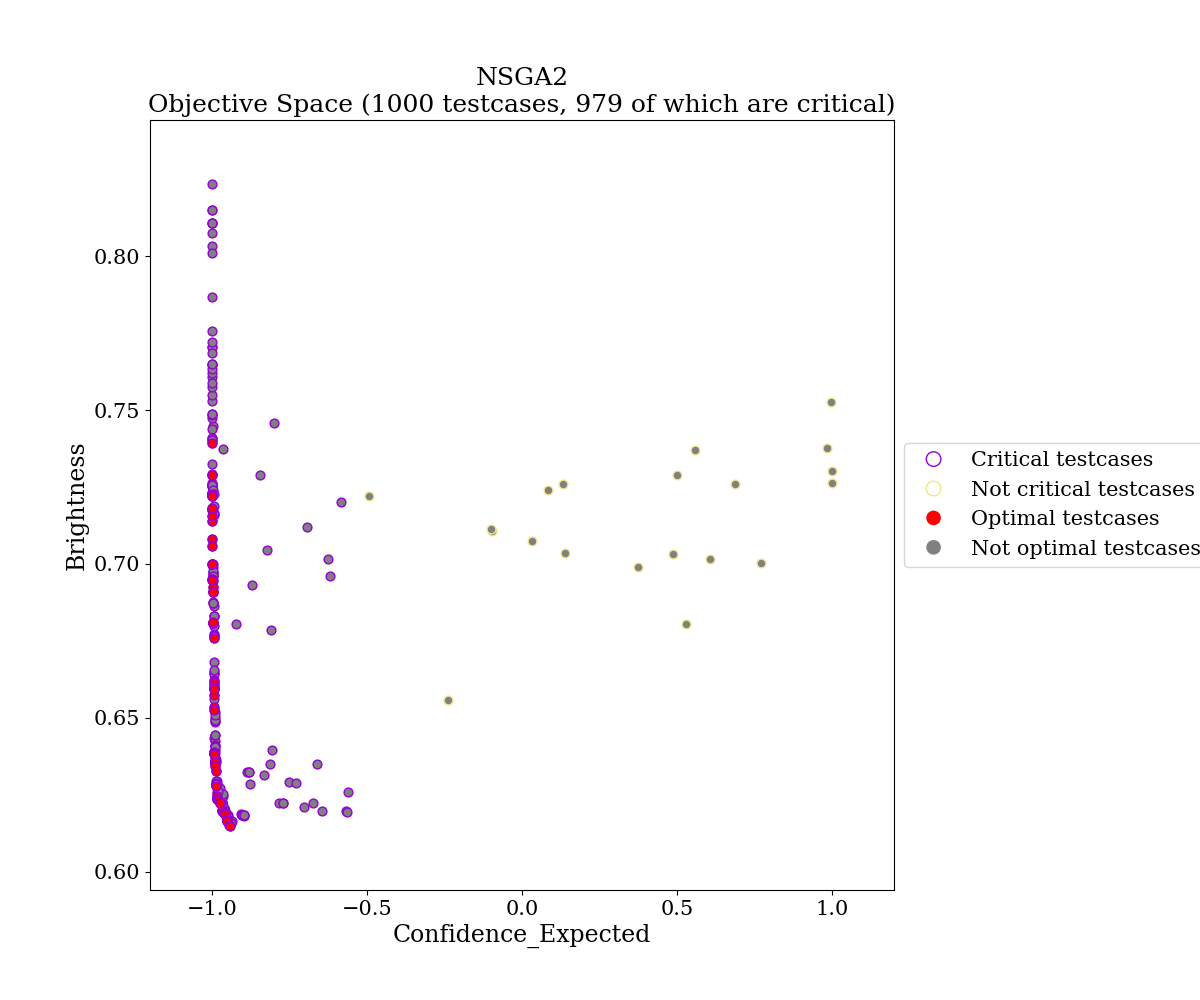 NSGA2
Objective Space (1000 testcases, 979 of which are critical)
Brightness
0.80
0.75
0.70
0.65
0.60
−1.0
−0.5
0.0
0.5
1.0
Confidence_Expected
Critical testcases
Not critical testcases
Optimal testcases
Not optimal testcases